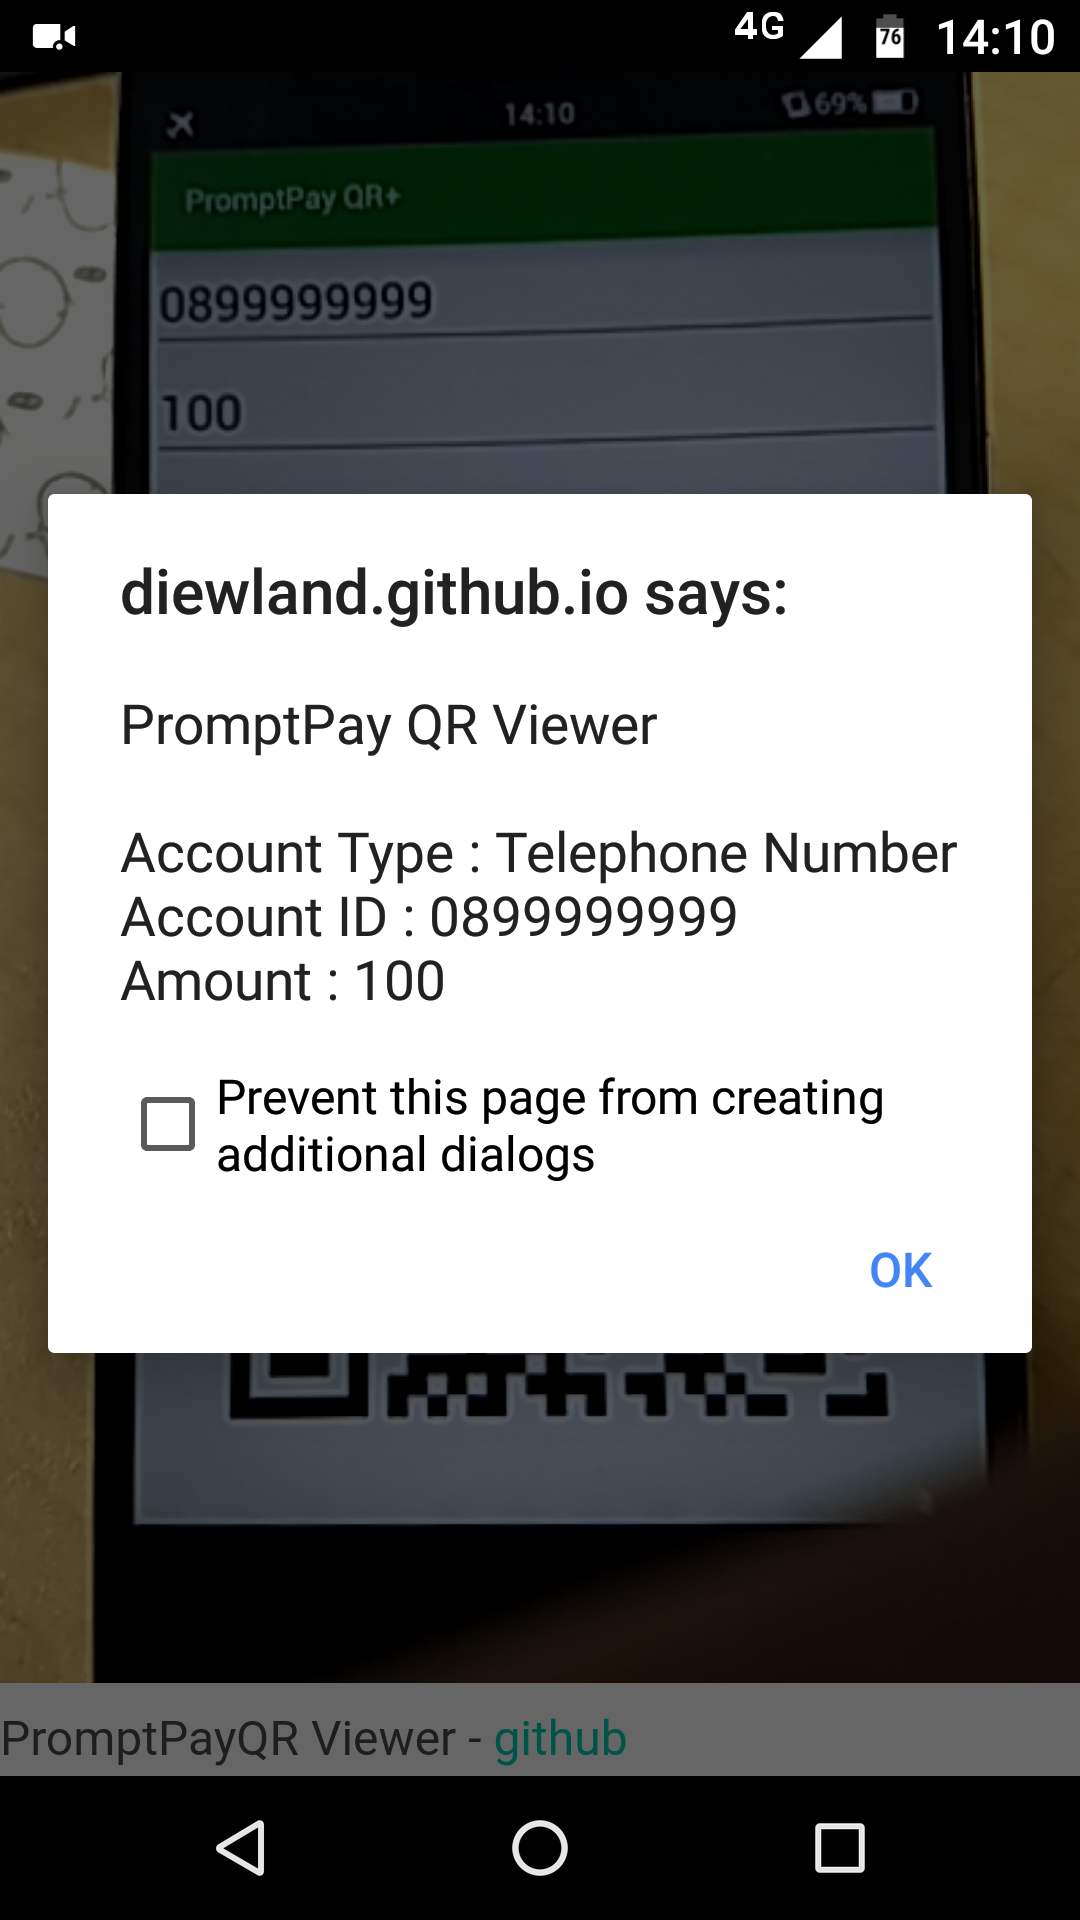 4G 76 14:10
14:10 69%
PromptPay QR+
0899999999
100
diewland.github.io says:
PromptPay QR Viewer
Account Type : Telephone Number
Account ID : 0899999999
Amount : 100
Prevent this page from creating
additional dialogs
OK
PromptPayQR Viewer - github